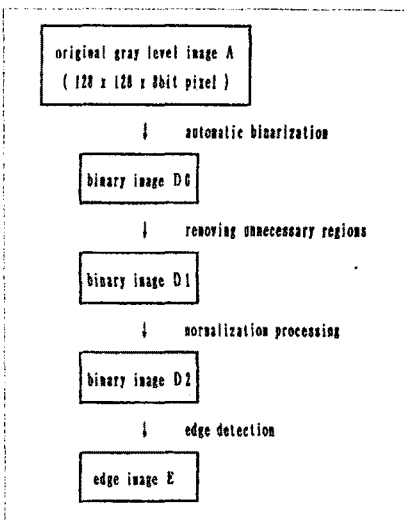 original gray level image A
( 128 x 128 x 8bit pixel )
↓ automatic binarization
binary image D0
↓ removing unnecessary regions
binary image D1
↓ normalization processing
binary image D2
↓ edge detection
edge image E